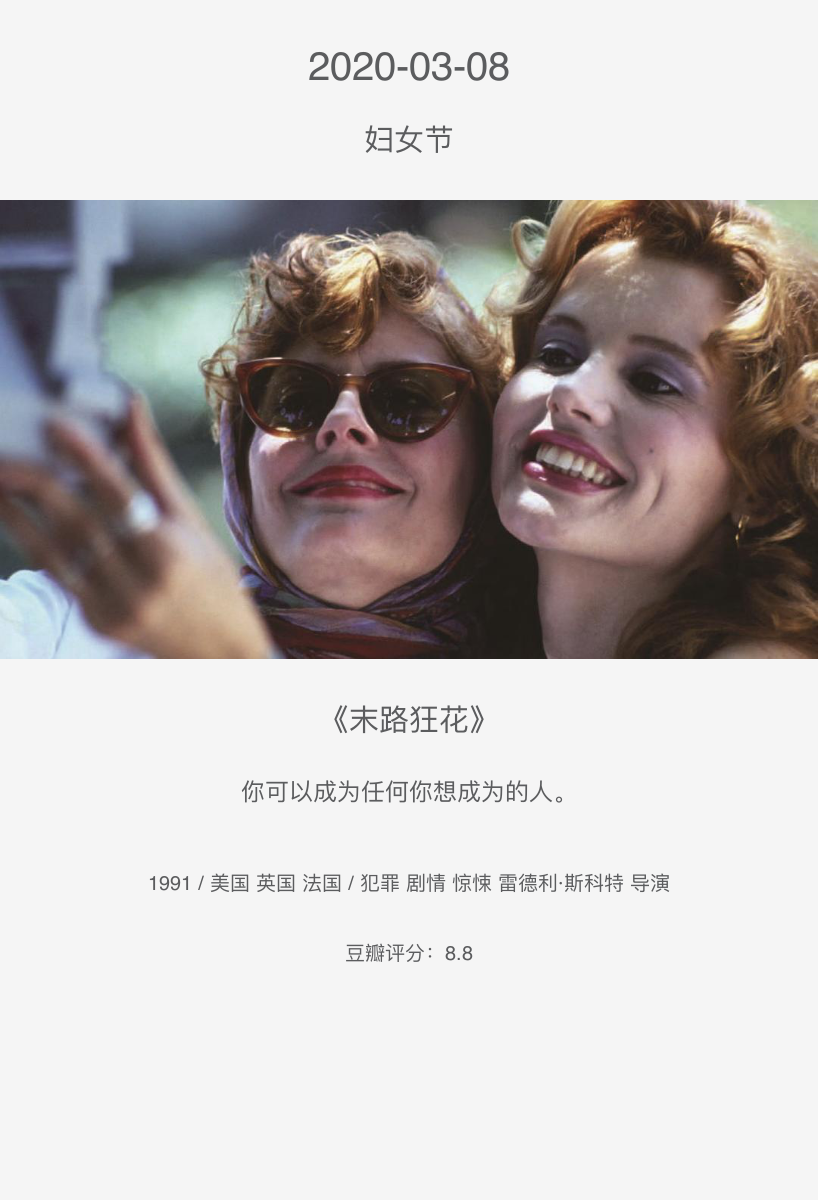 2020-03-08
妇女节
《末路狂花》
你可以成为任何你想成为的人。
1991 / 美国 英国 法国 / 犯罪 剧情 惊悚 雷德利·斯科特 导演
豆瓣评分：8.8